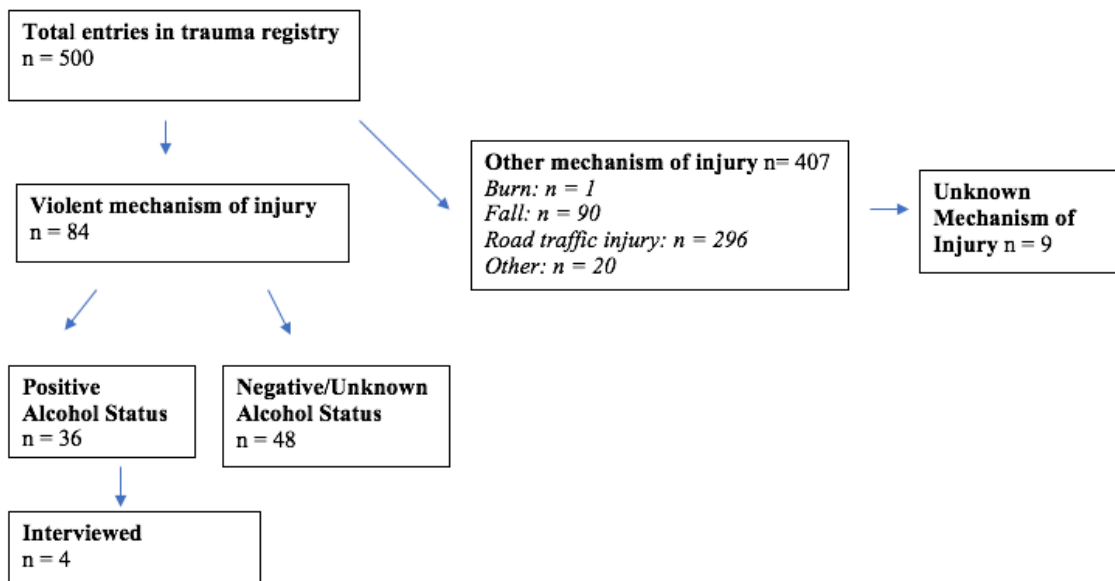 Total entries in trauma registry
n = 500
Other mechanism of injury n= 407
Burn: n = 1
Fall: n = 90
Road traffic injury: n = 296
Other: n = 20
Unknown
Mechanism of
Injury n = 9
Violent mechanism of injury
n = 84
Positive
Alcohol Status
n = 36
Negative/Unknown
Alcohol Status
n = 48
Interviewed
n = 4